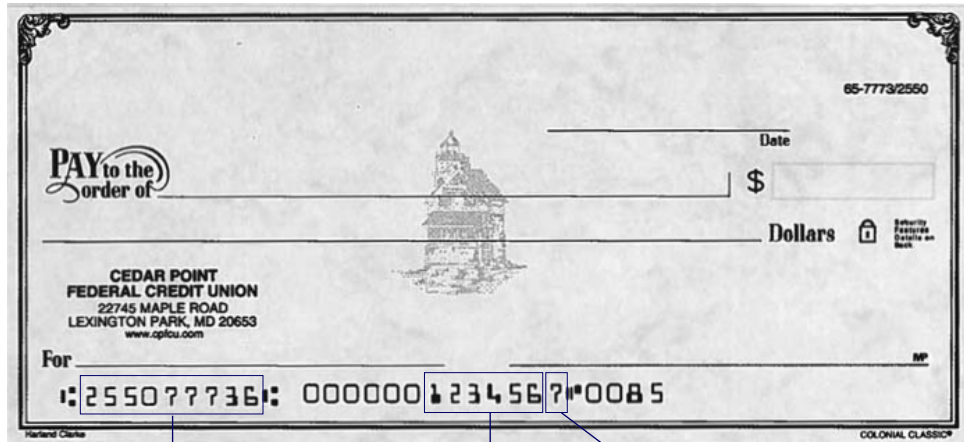 65-7773/2550
Date
PAY to the
order of
$
Dollars
Security
Features
Details on
Back
CEDAR POINT
FEDERAL CREDIT UNION
22745 MAPLE ROAD
LEXINGTON PARK, MD 20653
www.cpfcu.com
For
MP
⑆255077736⑆ 0000001234567⑈0085
Harland Clarke
COLONIAL CLASSIC®